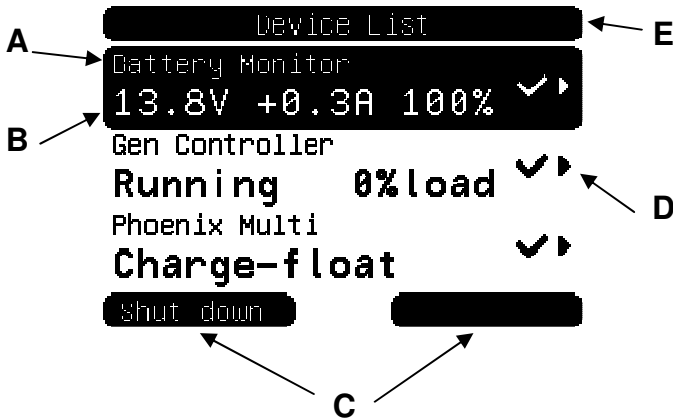 Device List
E
A
Battery Monitor
13.8V +0.3A 100%
B
Gen Controller
Running 0%load
D
Phoenix Multi
Charge-float
Shut down
C